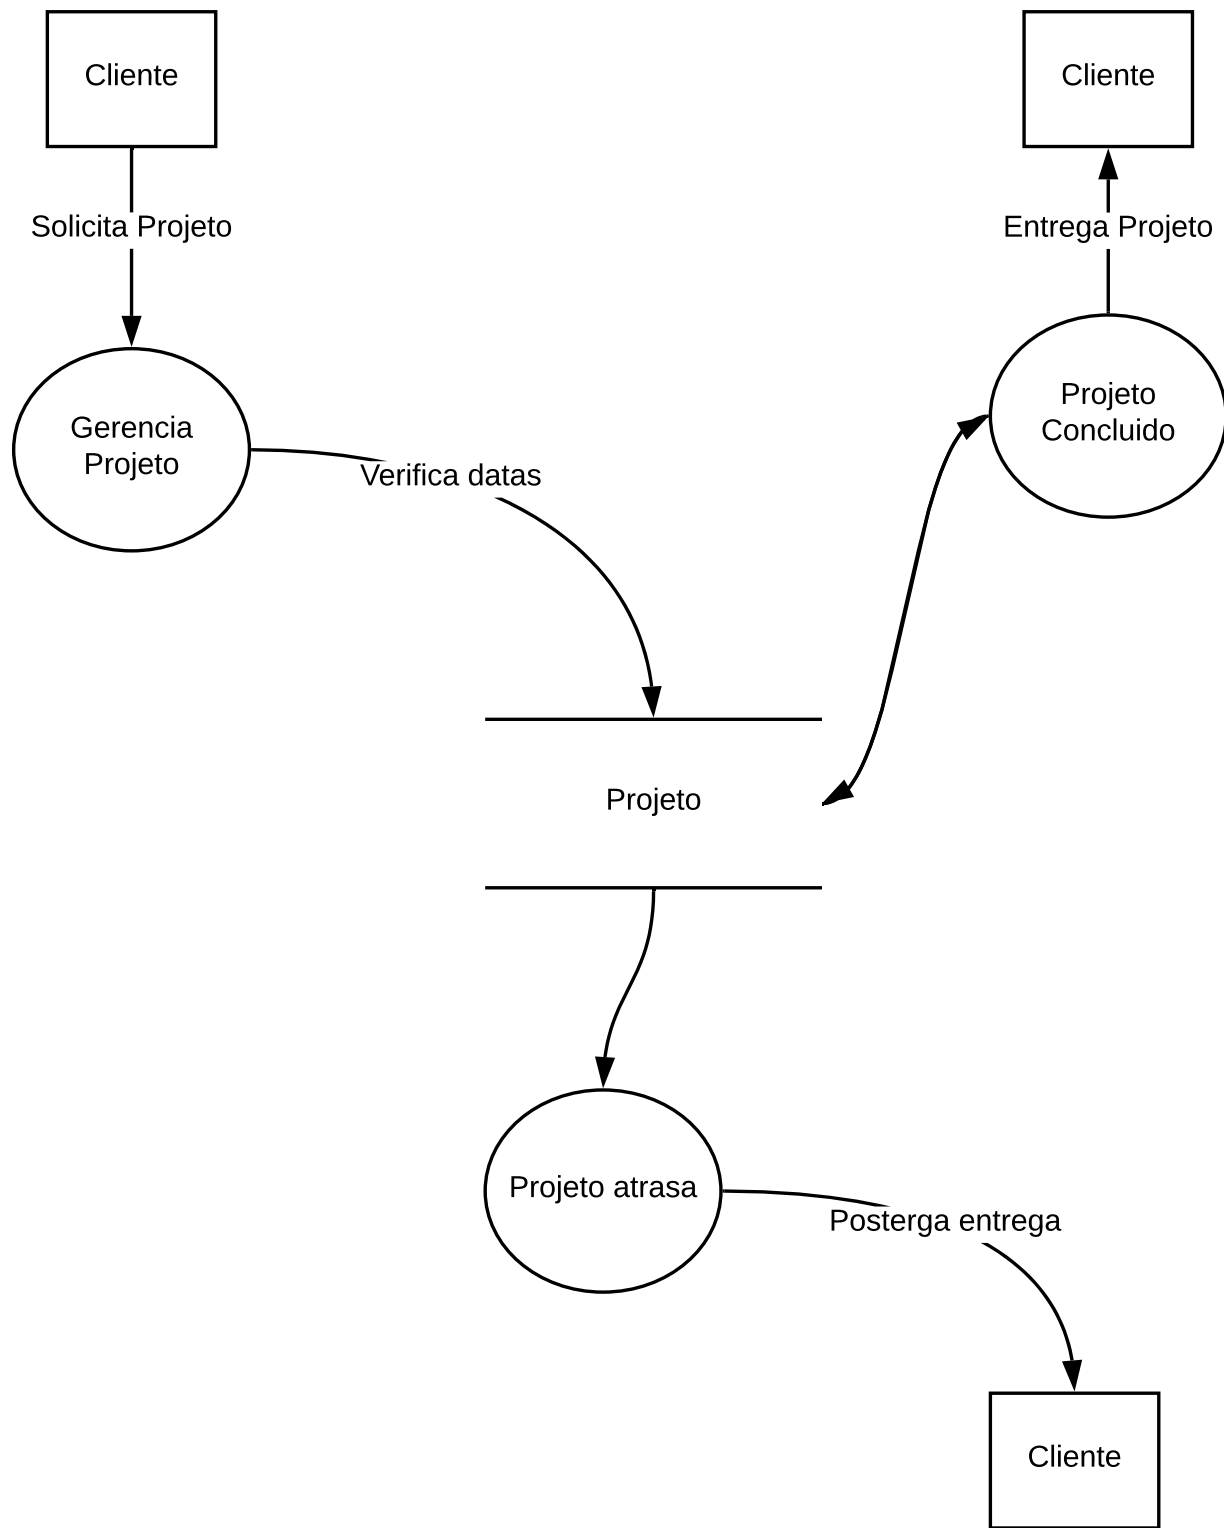 Cliente
Cliente
Solicita Projeto
Entrega Projeto
Gerencia
Projeto
Projeto
Concluido
Verifica datas
Projeto
Projeto atrasa
Posterga entrega
Cliente